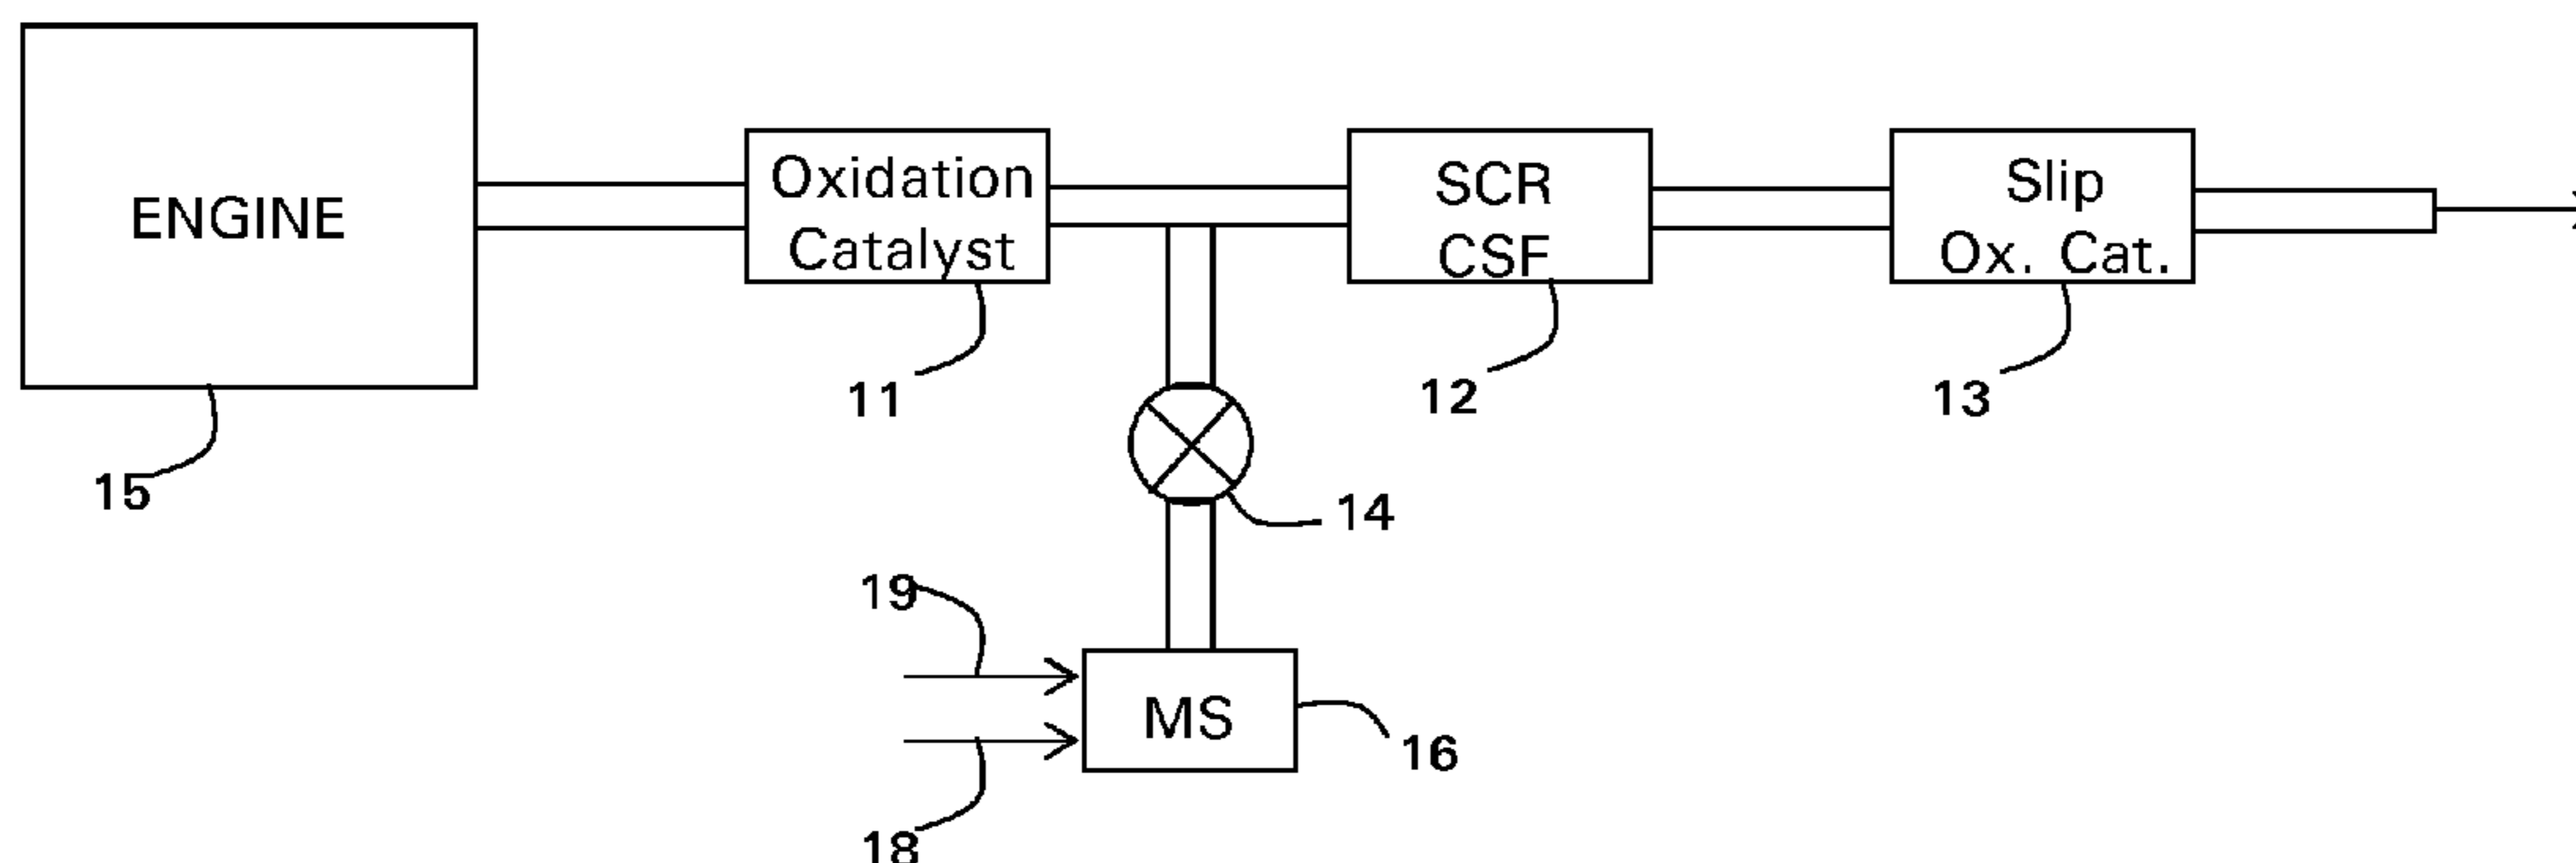 ENGINE
Oxidation
Catalyst
SCR
CSF
Slip
Ox. Cat.
11
12
13
15
14
19
MS
16
18